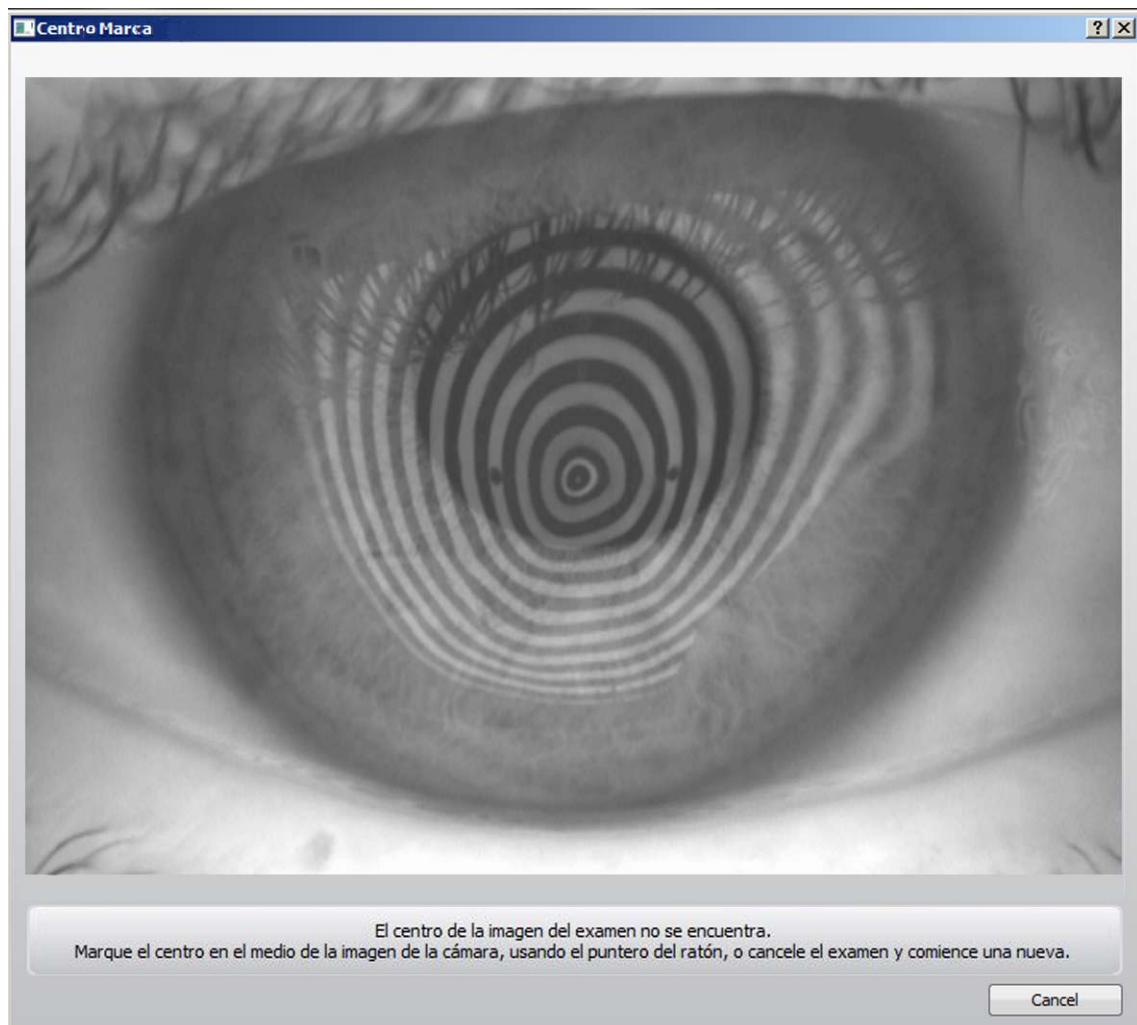 Centro Marca
El centro de la imagen del examen no se encuentra.
Marque el centro en el medio de la imagen de la cámara, usando el puntero del ratón, o cancele el examen y comience una nueva.
Cancel